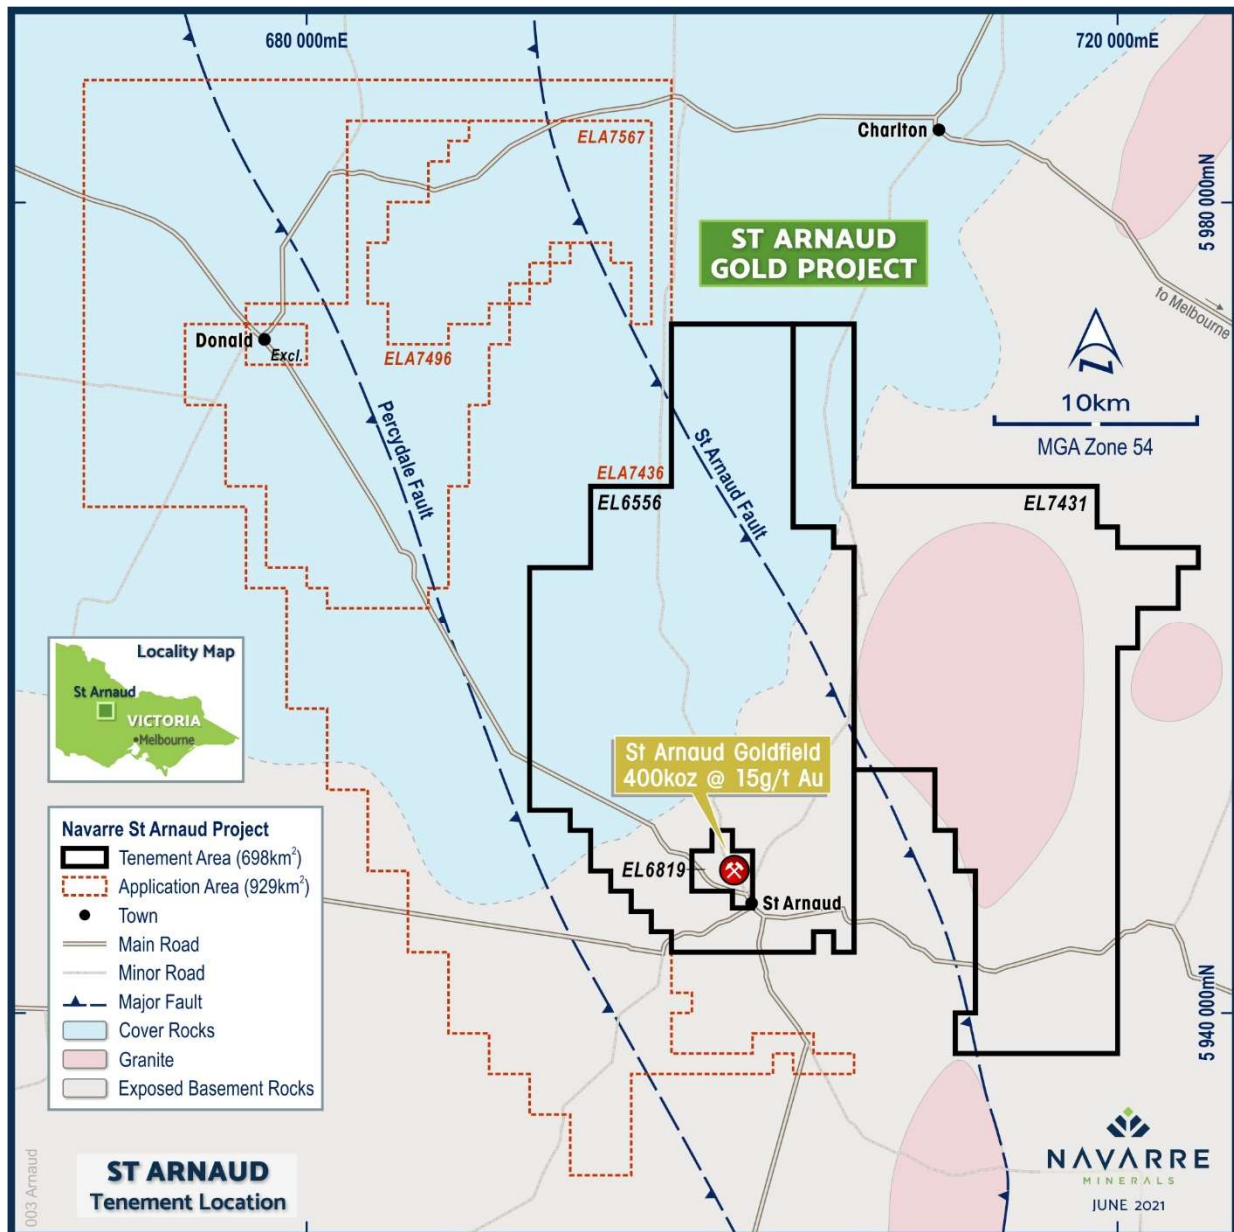 680 000mE
720 000mE
ELA7567
Charlton
5 980 000mN
ST ARNAUD
GOLD PROJECT
to Melbourne
Donald
Excl.
ELA7496
N
10km
MGA Zone 54
Percydale Fault
St Arnaud Fault
ELA7436
EL6556
EL7431
Locality Map
St Arnaud
VICTORIA
Melbourne
St Arnaud Goldfield
400koz @ 15g/t Au
EL6819
St Arnaud
Navarre St Arnaud Project
Tenement Area (698km²)
Application Area (929km²)
Town
Main Road
Minor Road
Major Fault
Cover Rocks
Granite
Exposed Basement Rocks
5 940 000mN
003 Arnaud
ST ARNAUD
Tenement Location
NAVARRE
MINERALS
JUNE 2021